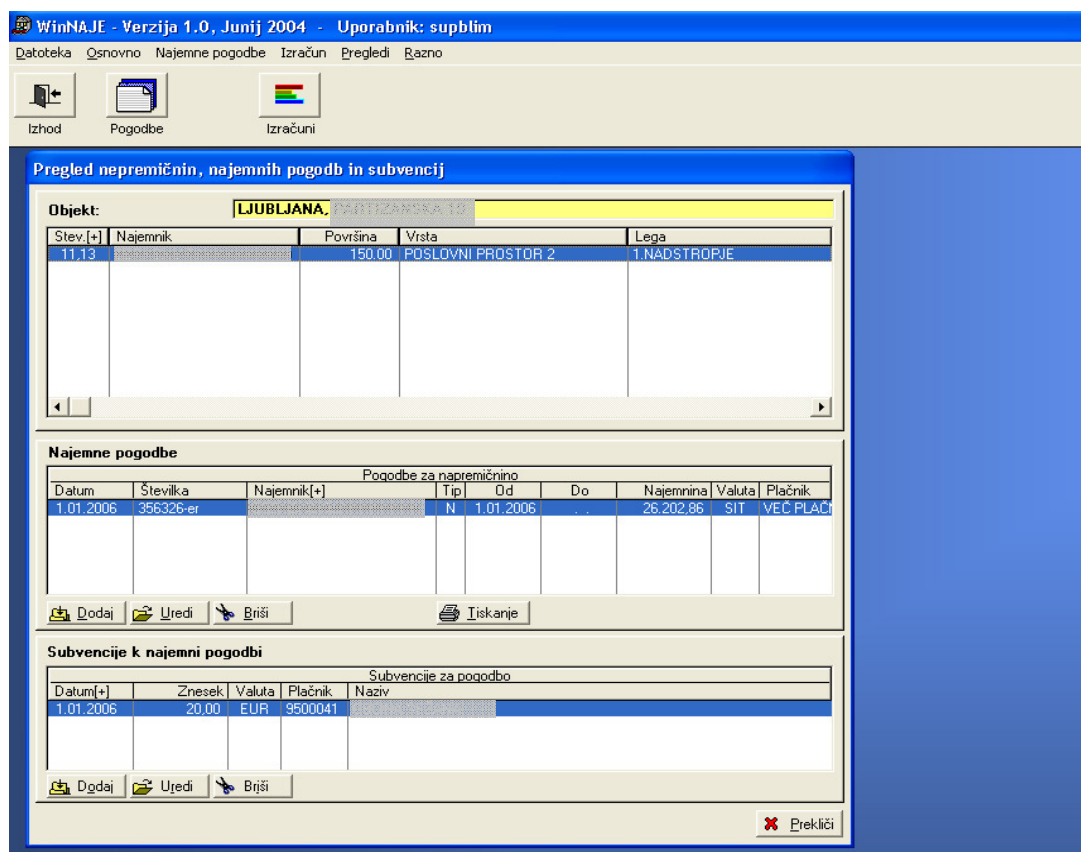 WinNAJE - Verzija 1.0, Junij 2004 - Uporabnik: supblim
Datoteka Osnovno Najemne pogodbe Izračun Pregledi Razno
Izhod Pogodbe Izračuni
Pregled nepremičnin, najemnih pogodb in subvencij
Objekt: LJUBLJANA, PARTIZANSKA
Stev.[+] Najemnik Površina Vrsta Lega
11,13 150.00 POSLOVNI PROSTOR 2 1.NADSTROPJE
Najemne pogodbe
Pogodbe za napremičnino
Datum Številka Najemnik[+] Tip Od Do Najemnina Valuta Plačnik
1.01.2006 356326-er N 1.01.2006 . . 26.202,86 SIT VEČ PLAČN
Dodaj Uredi Briši Tiskanje
Subvencije k najemni pogodbi
Subvencije za pogodbo
Datum[+] Znesek Valuta Plačnik Naziv
1.01.2006 20,00 EUR 9500041
Dodaj Uredi Briši
Prekliči